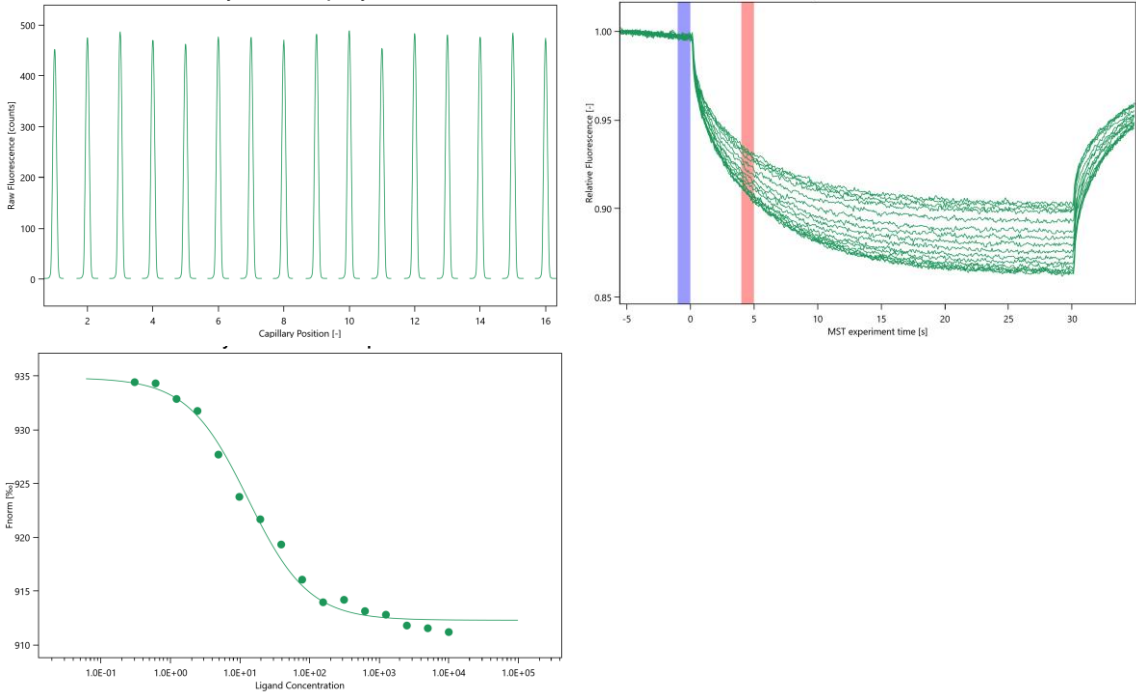 500
400
300
200
100
0
Raw Fluorescence [counts]
2 4 6 8 10 12 14 16
Capillary Position [-]
1.00
0.95
0.90
0.85
Relative Fluorescence [-]
-5 0 5 10 15 20 25 30
MST experiment time [s]
935
930
925
920
915
910
Fnorm [‰]
1.0E-01 1.0E+00 1.0E+01 1.0E+02 1.0E+03 1.0E+04 1.0E+05
Ligand Concentration